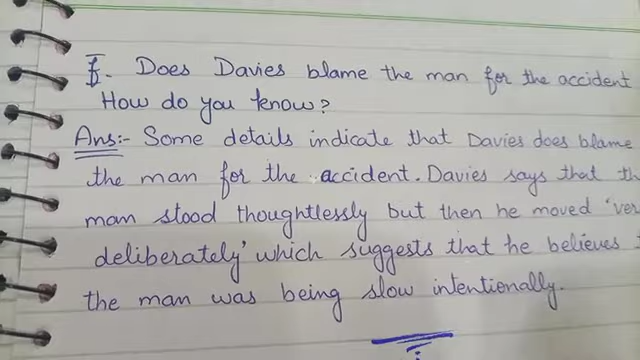 f. Does Davies blame the man for the accident
How do you know?
Ans:- Some details indicate that Davies does blame
the man for the accident. Davies says that th
man stood thoughtlessly but then he moved 'ver
deliberately' which suggests that he believes t
the man was being slow intentionally.